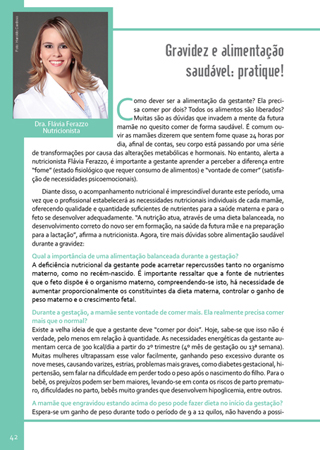 Foto: Haroldo Saboia
Gravidez e alimentação
saudável: pratique!
Dra. Flávia Ferazzo
Nutricionista
Como dever ser a alimentação da gestante? Ela preci-
sa comer por dois? Todos os alimentos são liberados?
Muitas são as dúvidas que invadem a mente da futura
mamãe no quesito comer de forma saudável. É comum ou-
vir as mamães dizerem que sentem fome quase 24 horas por
dia, afinal de contas, seu corpo está passando por uma série
de transformações por causa das alterações metabólicas e hormonais. No entanto, alerta a
nutricionista Flávia Ferazzo, é importante a gestante aprender a perceber a diferença entre
"fome" (estado fisiológico que requer consumo de alimentos) e "vontade de comer" (satisfa-
ção de necessidades psicoemocionais).
Diante disso, o acompanhamento nutricional é imprescindível durante este período, uma
vez que o profissional estabelecerá as necessidades nutricionais individuais de cada mamãe,
oferecendo qualidade e quantidade suficientes de nutrientes para a saúde materna e para o
feto se desenvolver adequadamente. "A nutrição atua, através de uma dieta balanceada, no
desenvolvimento correto do novo ser em formação, na saúde da futura mãe e na preparação
para a lactação", afirma a nutricionista. Agora, tire mais dúvidas sobre alimentação saudável
durante a gravidez:
Qual a importância de uma alimentação balanceada durante a gestação?
A deficiência nutricional da gestante pode acarretar repercussões tanto no organismo
materno, como no recém-nascido. É importante ressaltar que a fonte de nutrientes
que o feto dispõe é o organismo materno, compreendendo-se isto, há necessidade de
aumentar proporcionalmente os constituintes da dieta materna, controlar o ganho de
peso materno e o crescimento fetal.
Durante a gestação, a mamãe sente vontade de comer mais. Ela realmente precisa comer
mais que o normal?
Existe a velha ideia de que a gestante deve "comer por dois". Hoje, sabe-se que isso não é
verdade, pelo menos em relação à quantidade. As necessidades energéticas da gestante au-
mentam cerca de 300 kcal/dia a partir do 2º trimestre (4º mês de gestação ou 13ª semana).
Muitas mulheres ultrapassam esse valor facilmente, ganhando peso excessivo durante os
nove meses, causando varizes, estrias, problemas mais graves, como diabetes gestacional, hi-
pertensão, sem falar na dificuldade em perder todo o peso após o nascimento do filho. Para o
bebê, os prejuízos podem ser bem maiores, levando-se em conta os riscos de parto prematu-
ro, dificuldades no parto, bebês muito grandes que desenvolvem hipoglicemia, entre outros.
A mamãe que engravidou estando acima do peso pode fazer dieta no início da gestação?
Espera-se um ganho de peso durante todo o período de 9 a 12 quilos, não havendo a possi-
42